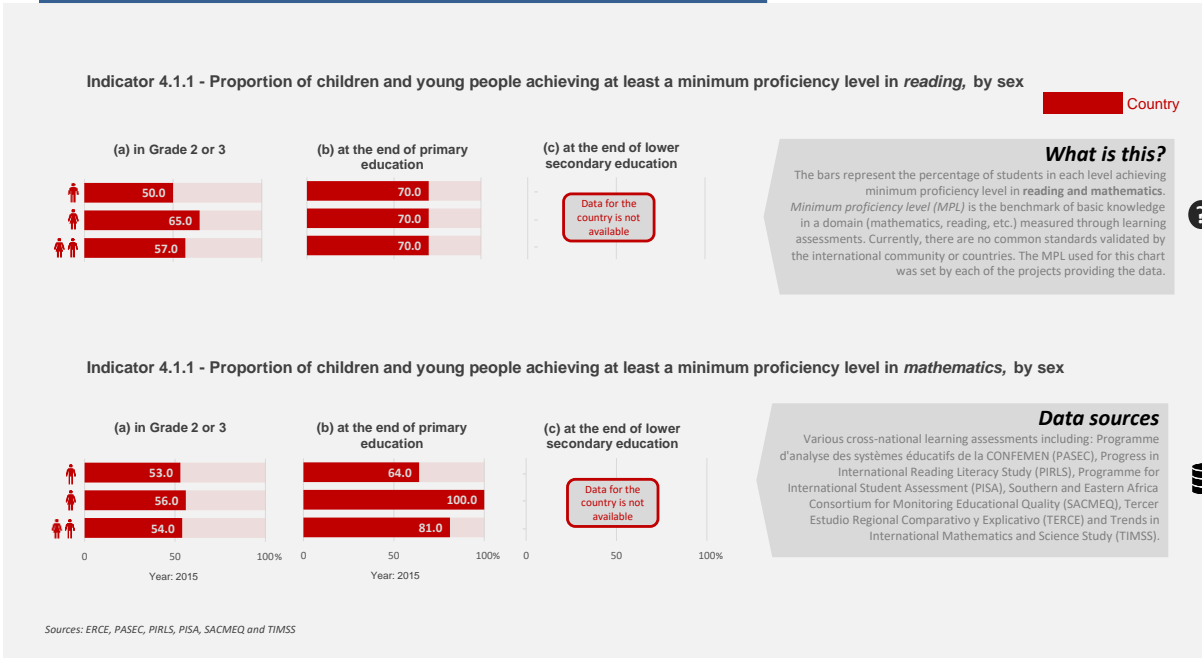 Indicator 4.1.1 - Proportion of children and young people achieving at least a minimum proficiency level in reading, by sex
Country
(a) in Grade 2 or 3
50.0
65.0
57.0
(b) at the end of primary
education
70.0
70.0
70.0
(c) at the end of lower
secondary education
Data for the
country is not
available
What is this?
The bars represent the percentage of students in each level achieving
minimum proficiency level in reading and mathematics.
Minimum proficiency level (MPL) is the benchmark of basic knowledge
in a domain (mathematics, reading, etc.) measured through learning
assessments. Currently, there are no common standards validated by
the international community or countries. The MPL used for this chart
was set by each of the projects providing the data.
?
Indicator 4.1.1 - Proportion of children and young people achieving at least a minimum proficiency level in mathematics, by sex
(a) in Grade 2 or 3
53.0
56.0
54.0
0 50 100%
Year: 2015
(b) at the end of primary
education
64.0
100.0
81.0
0 50 100%
Year: 2015
(c) at the end of lower
secondary education
Data for the
country is not
available
0 50 100
Data sources
Various cross-national learning assessments including: Programme
d'analyse des systèmes éducatifs de la CONFEMEN (PASEC), Progress in
International Reading Literacy Study (PIRLS), Programme for
International Student Assessment (PISA), Southern and Eastern Africa
Consortium for Monitoring Educational Quality (SACMEQ), Tercer
Estudio Regional Comparativo y Explicativo (TERCE) and Trends in
International Mathematics and Science Study (TIMSS).
Sources: ERCE, PASEC, PIRLS, PISA, SACMEQ and TIMSS